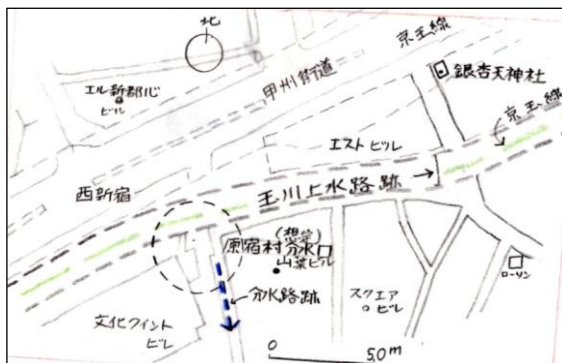 北
京王線
甲州街道
エル新都心
ビル
銀杏天神社
京王線
エストビル
西新宿
玉川上水路跡
(想定)
原宿村分水口
山葉ビル
分水路跡
スクエア
ビル
ローソン
文化クイント
ビル
0 50m